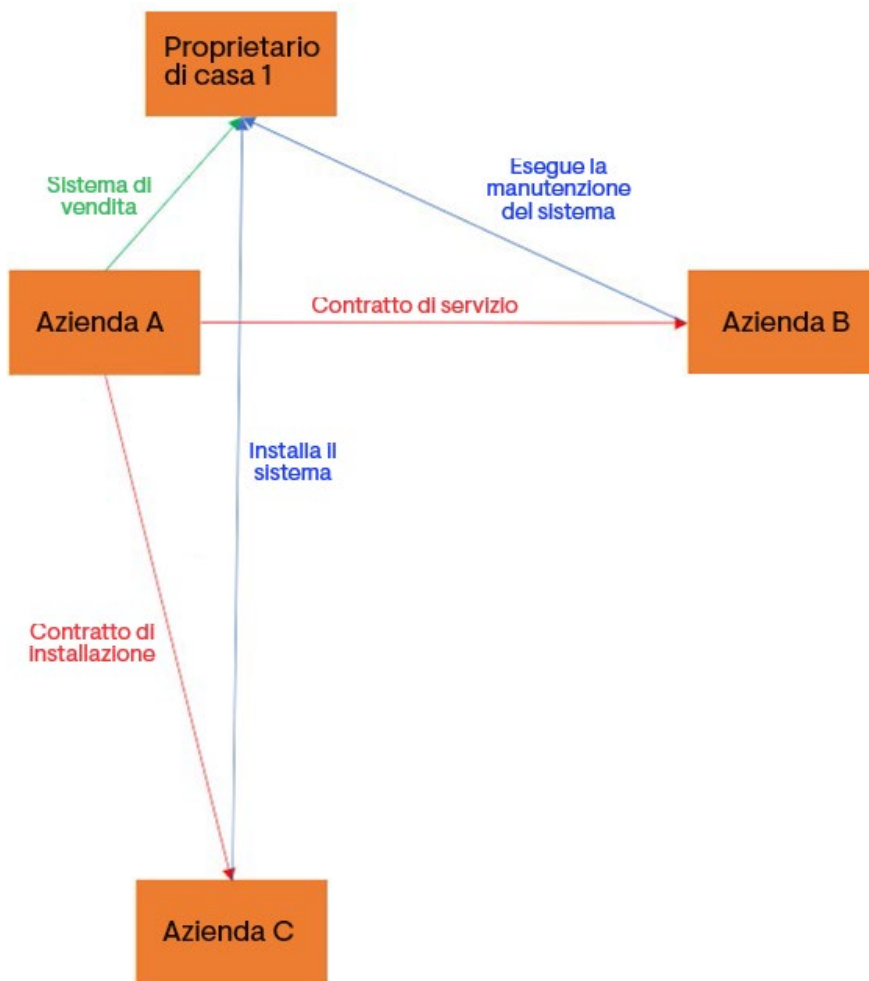 Proprietario
di casa 1
Esegue la
manutenzione
del sistema
Sistema di
vendita
Azienda A
Contratto di servizio
Azienda B
Installa il
sistema
Contratto di
installazione
Azienda C